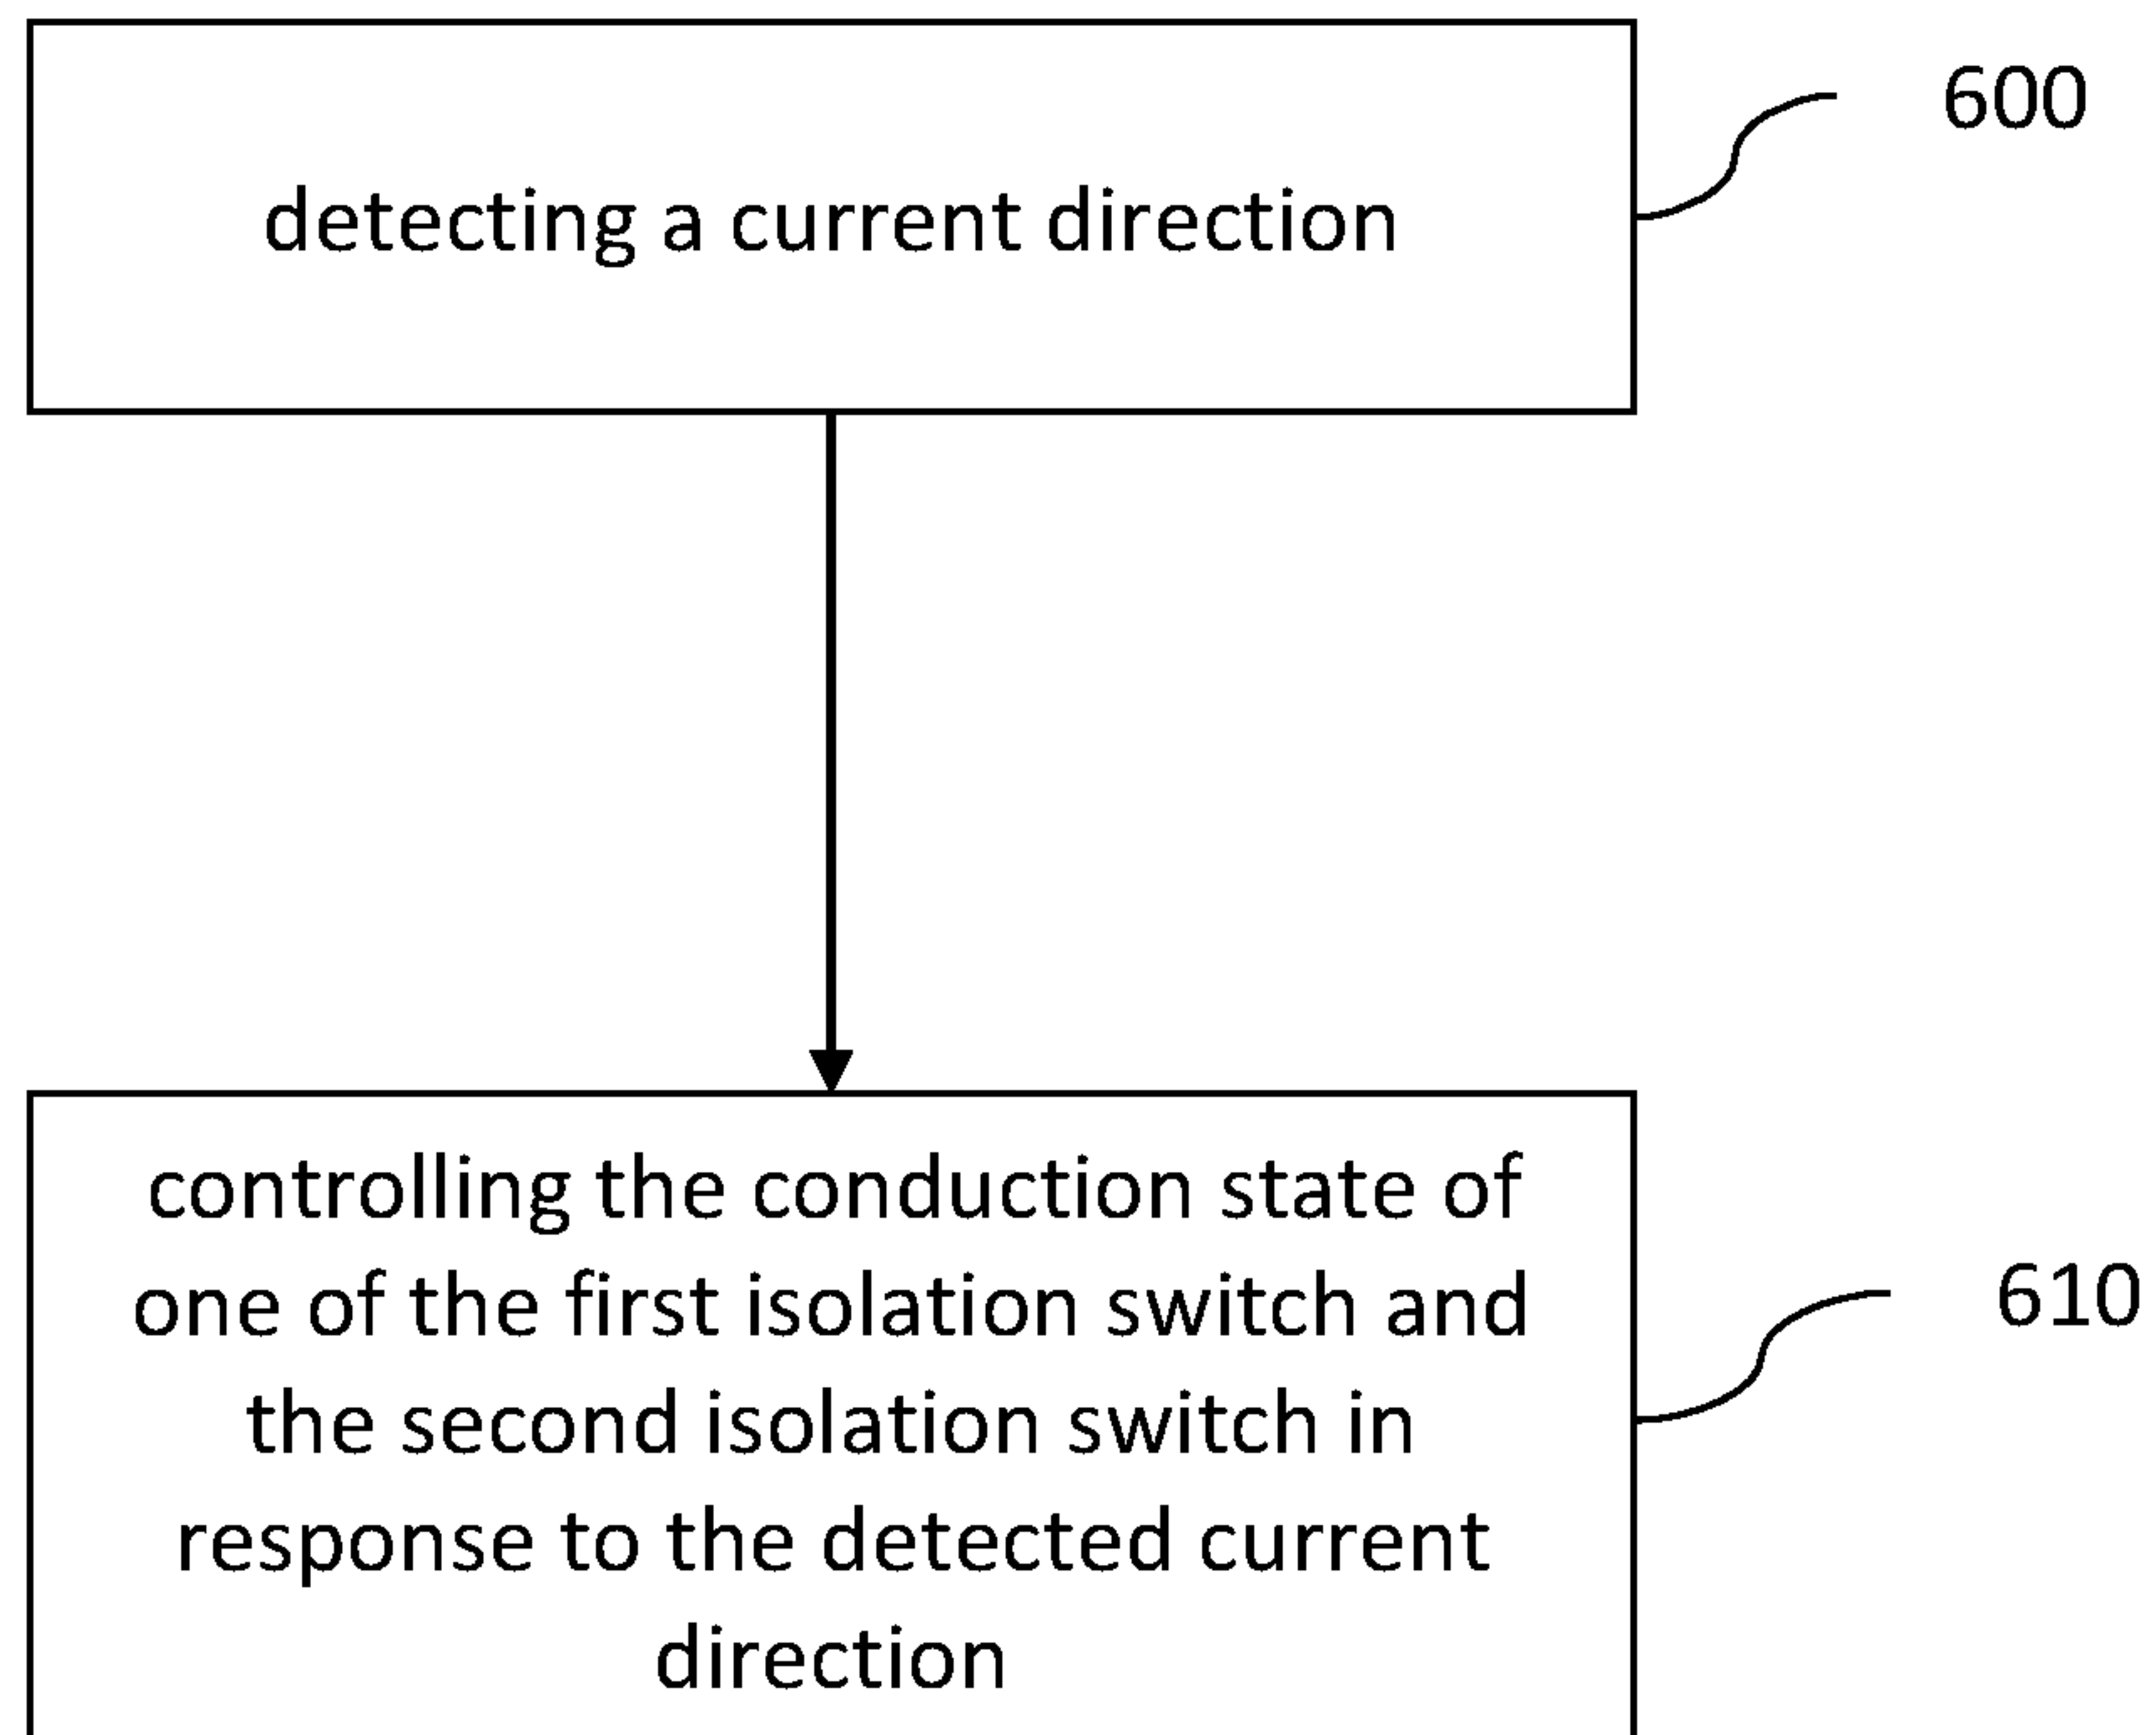 600
detecting a current direction
controlling the conduction state of
one of the first isolation switch and
610
the second isolation switch in
response to the detected current
direction